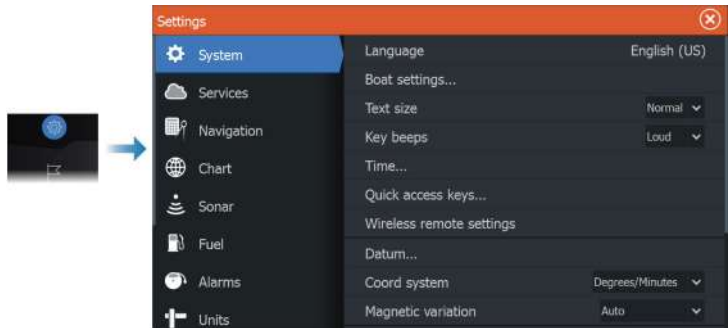 Settings
System
Services
Navigation
Chart
Sonar
Fuel
Alarms
Units
Language English (US)
Boat settings...
Text size Normal
Key beeps Loud
Time...
Quick access keys...
Wireless remote settings
Datum...
Coord system Degrees/Minutes
Magnetic variation Auto